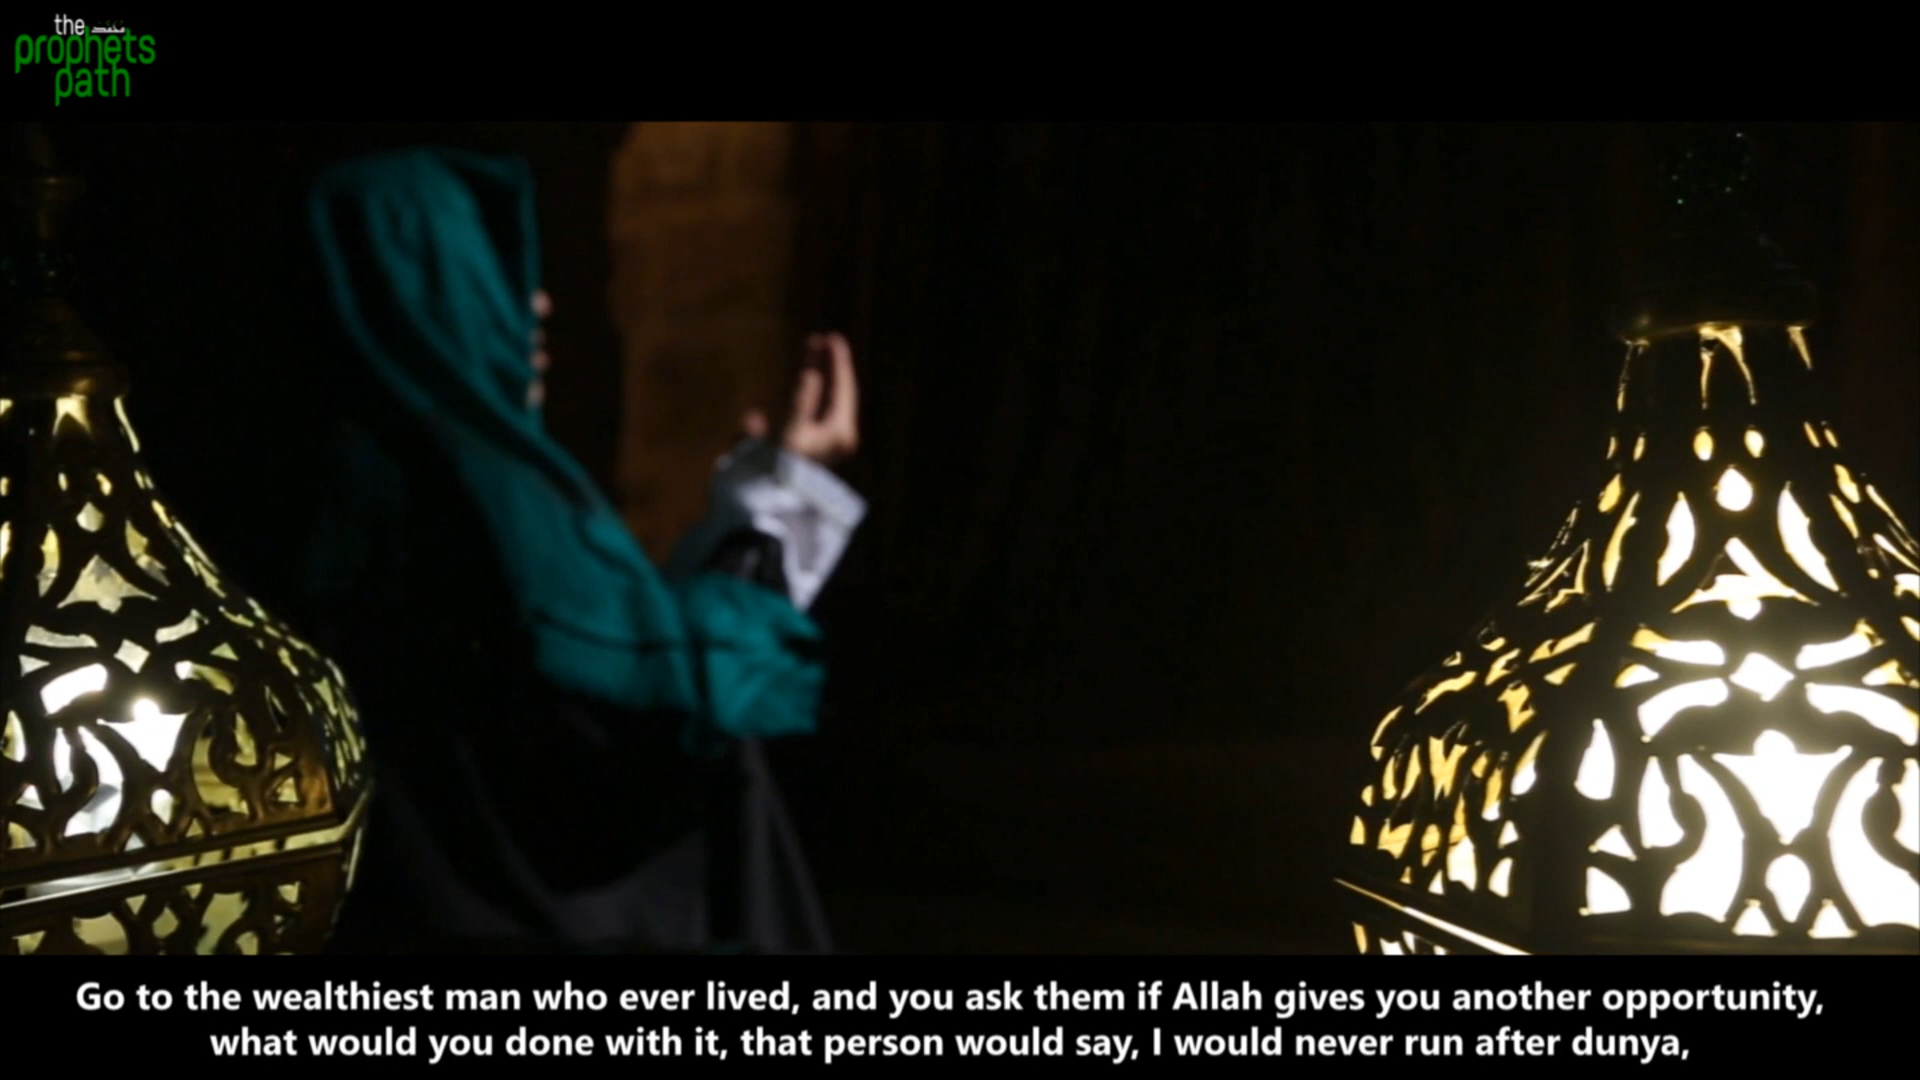 the
prophets
path
Go to the wealthiest man who ever lived, and you ask them if Allah gives you another opportunity,
what would you done with it, that person would say, I would never run after dunya,